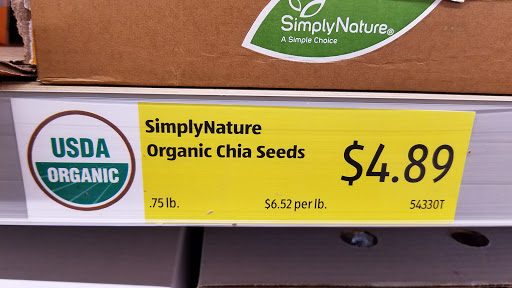 SimplyNature®
A Simple Choice
USDA
ORGANIC
SimplyNature
Organic Chia Seeds
$4.89
.75 lb.
$6.52 per lb.
54330T